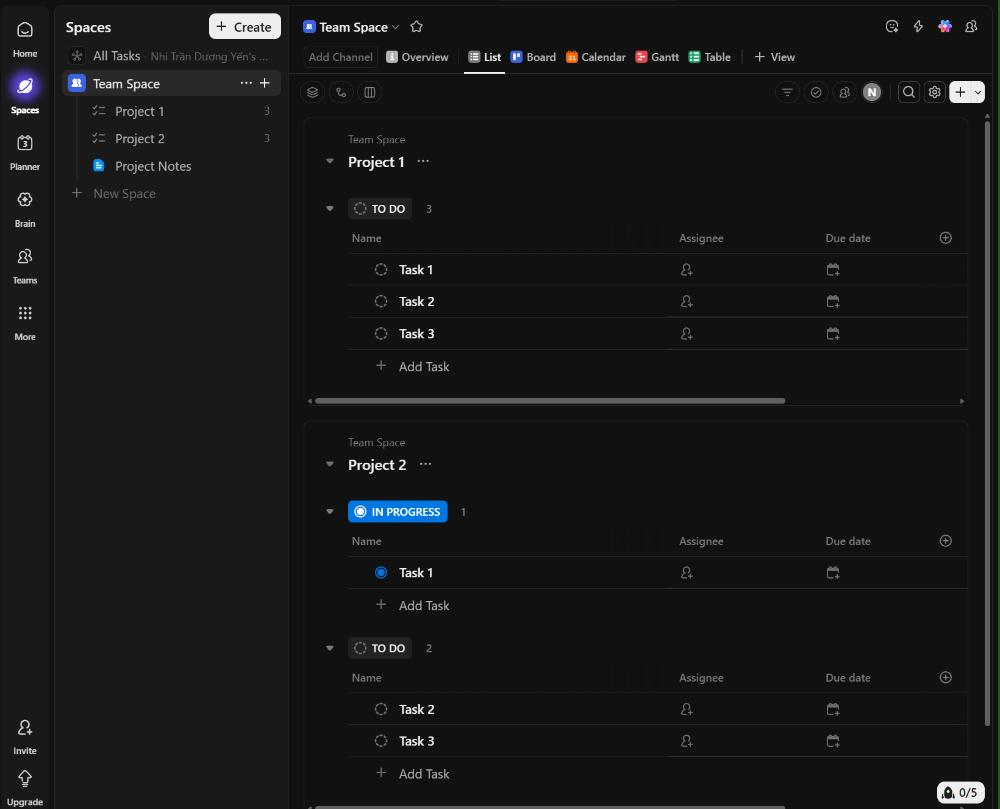 Home
Spaces
3
Planner
Brain
Teams
More
Invite
Upgrade
Spaces
Create
All Tasks - Nhi Trần Dương Yến's ...
Team Space
Project 1 3
Project 2 3
Project Notes
New Space
Team Space
Add Channel Overview List Board 31 Calendar Gantt Table View
N
Team Space
Project 1
TO DO 3
Name Assignee Due date
Task 1
Task 2
Task 3
Add Task
Team Space
Project 2
IN PROGRESS 1
Name Assignee Due date
Task 1
Add Task
TO DO 2
Name Assignee Due date
Task 2
Task 3
Add Task
0/5